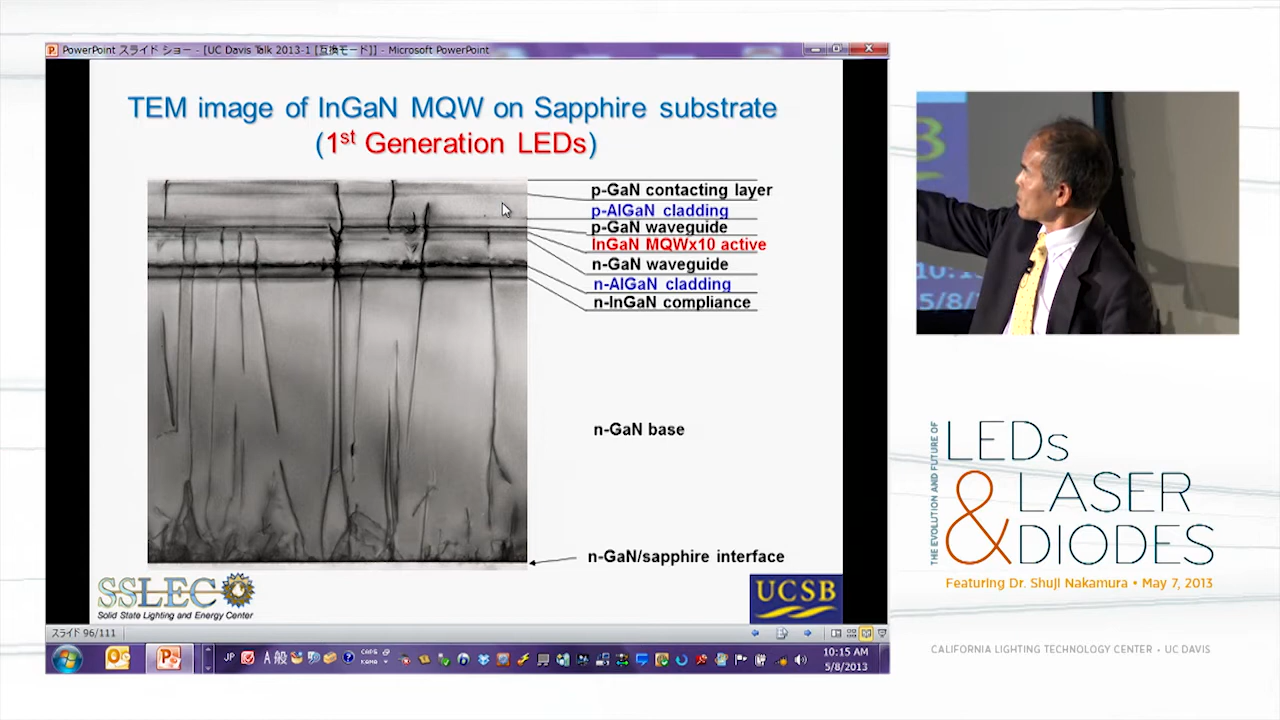 PowerPoint スライド ショー - [UC Davis Talk 2013-1 [互換モード]] - Microsoft PowerPoint
TEM image of InGaN MQW on Sapphire substrate
(1st Generation LEDs)
p-GaN contacting layer
p-AlGaN cladding
p-GaN waveguide
InGaN MQWx10 active
n-GaN waveguide
n-AlGaN cladding
n-InGaN compliance
n-GaN base
n-GaN/sapphire interface
SSLEC
Solid State Lighting and Energy Center
UCSB
スライド 96/111
JP
A 般
CAPS
KANA
10:15 AM
5/8/2013
THE EVOLUTION AND FUTURE OF
LEDs
& LASER
DIODES
Featuring Dr. Shuji Nakamura • May 7, 2013
CALIFORNIA LIGHTING TECHNOLOGY CENTER • UC DAVIS